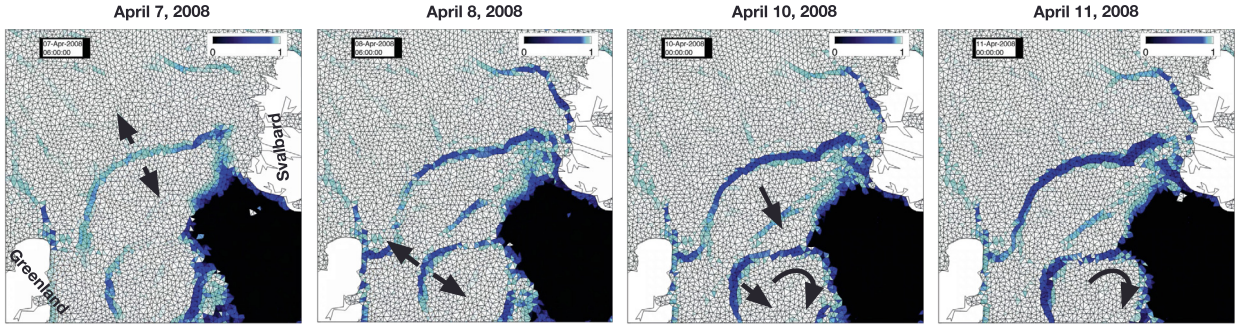 April 7, 2008
April 8, 2008
April 10, 2008
April 11, 2008
07-Apr-2008
06:00:00
0
1
08-Apr-2008
06:00:00
0
1
10-Apr-2008
00:00:00
0
1
11-Apr-2008
00:00:00
0
1
Svalbard
Greenland